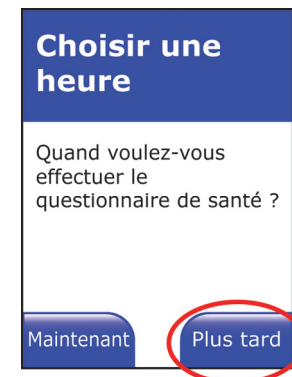 Choisir une
heure
Quand voulez-vous
effectuer le
questionnaire de santé ?
Maintenant
Plus tard